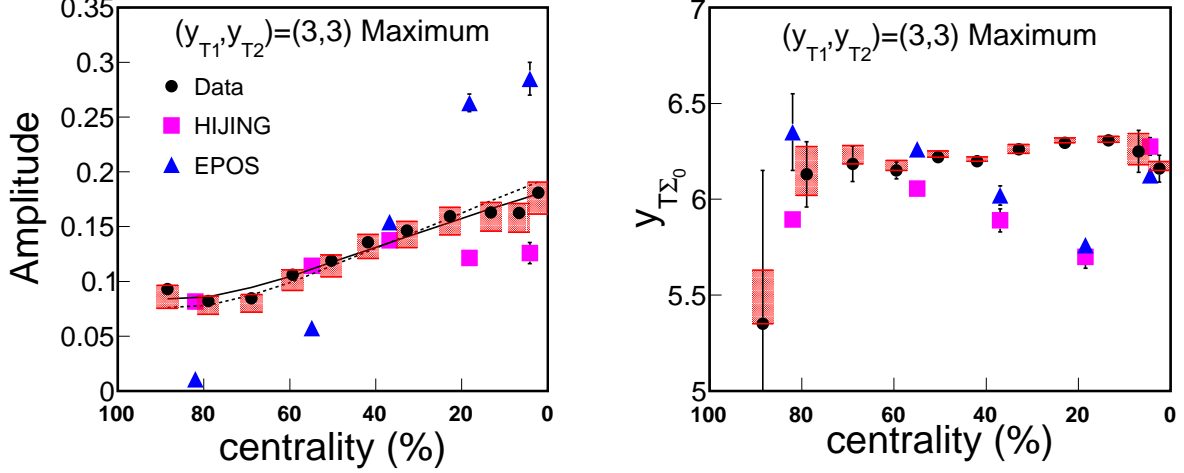 (y_T1,y_T2)=(3,3) Maximum
Data
HIJING
EPOS
Amplitude
0.35
0.3
0.25
0.2
0.15
0.1
0.05
0
100 80 60 40 20 0
centrality (%)
(y_T1,y_T2)=(3,3) Maximum
y_TΣ_0
7
6.5
6
5.5
5
100 80 60 40 20 0
centrality (%)